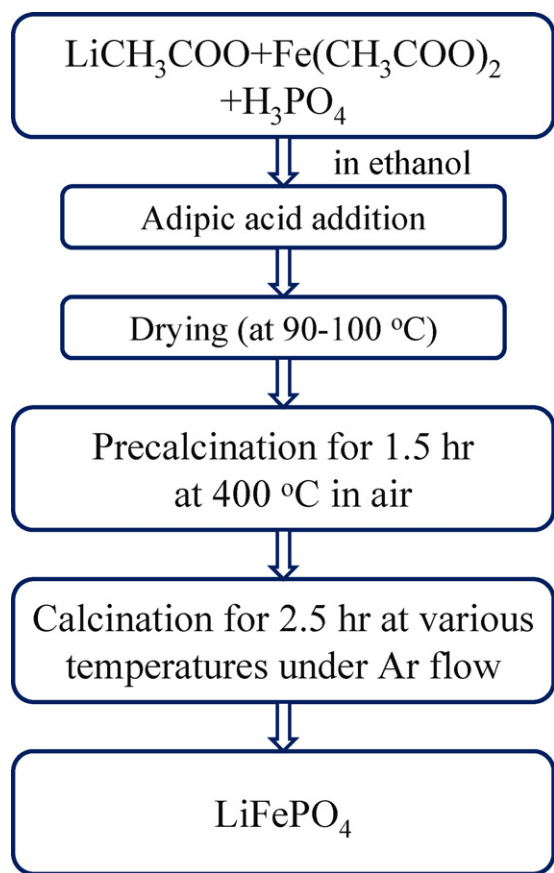 LiCH₃COO+Fe(CH₃COO)₂
+H₃PO₄
in ethanol
Adipic acid addition
Drying (at 90-100 ºC)
Precalcination for 1.5 hr
at 400 ºC in air
Calcination for 2.5 hr at various
temperatures under Ar flow
LiFePO₄